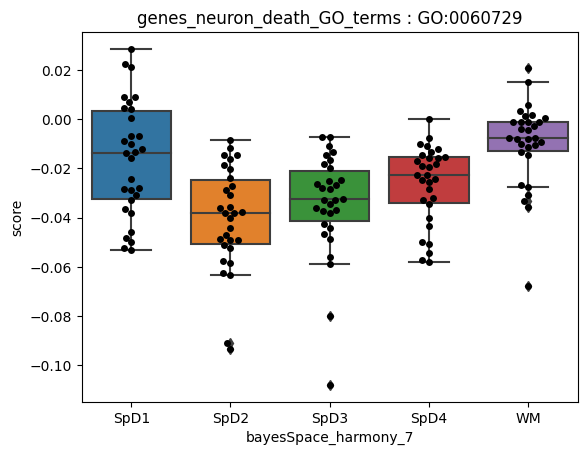 genes_neuron_death_GO_terms : GO:0060729
score
0.02
0.00
−0.02
−0.04
−0.06
−0.08
−0.10
SpD1 SpD2 SpD3 SpD4 WM
bayesSpace_harmony_7